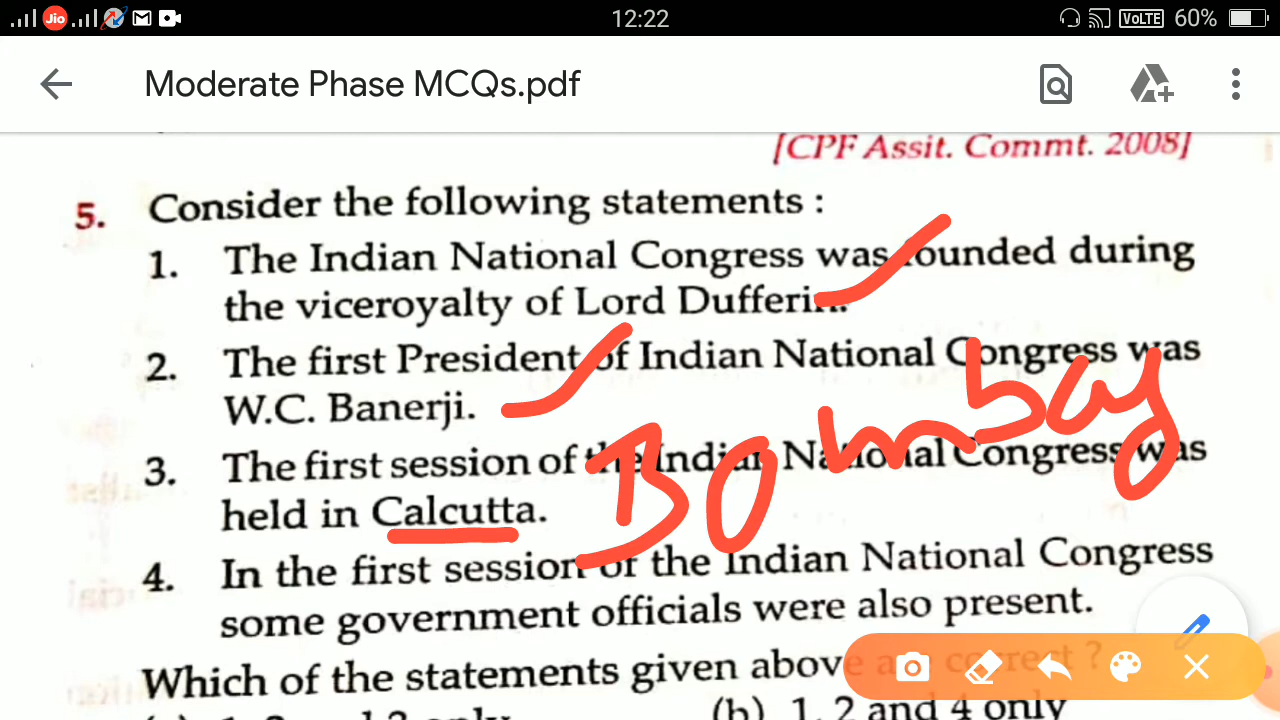 Jio M 12:22 VoLTE 60%
Moderate Phase MCQs.pdf
[CPF Assit. Commt. 2008]
5. Consider the following statements :
1. The Indian National Congress was founded during
the viceroyalty of Lord Dufferin.
2. The first President of Indian National Congress was
W.C. Banerji.
3. The first session of the Indian National Congress was
held in Calcutta.
Bombay
4. In the first session of the Indian National Congress
some government officials were also present.
Which of the statements given above are correct ?
(b) 1, 2 and 4 only